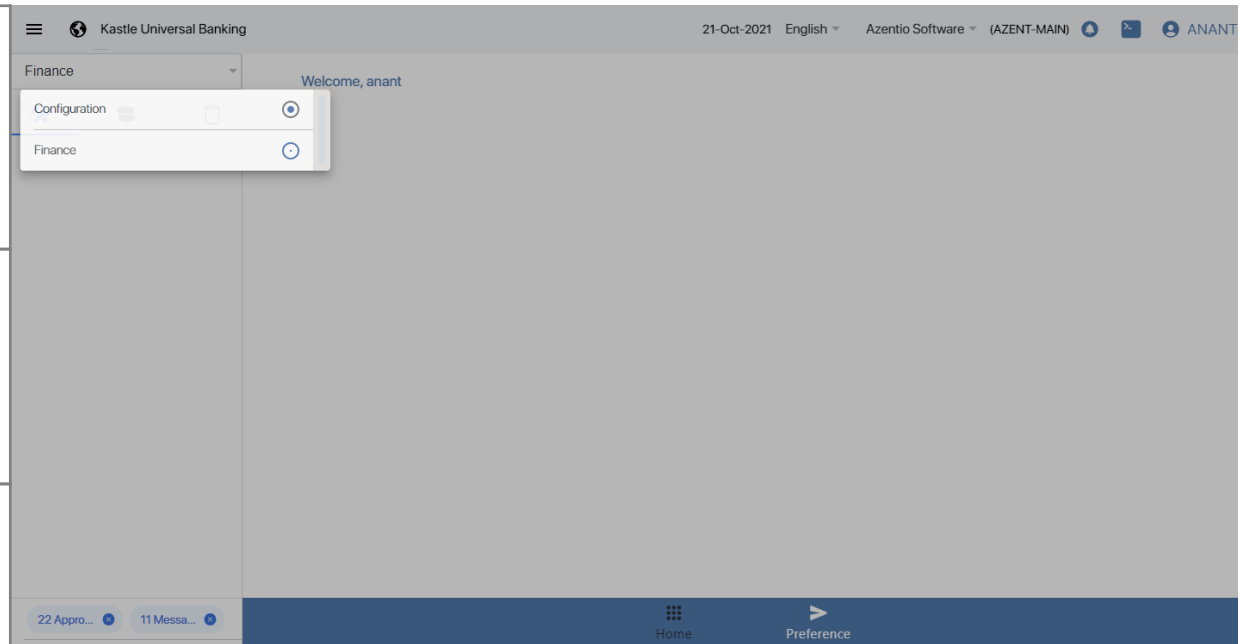 Kastle Universal Banking
21-Oct-2021 English Azentio Software (AZENT-MAIN) ANANT
Finance
Welcome, anant
Configuration
Finance
22 Appro... 11 Messa...
Home Preference